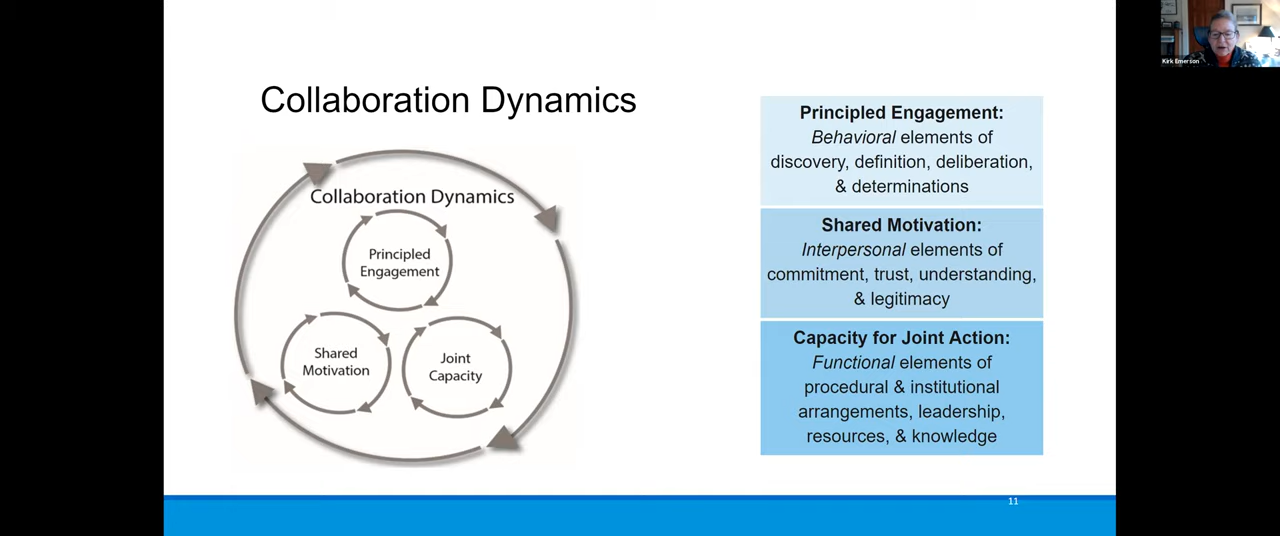 Collaboration Dynamics
Collaboration Dynamics
Principled
Engagement
Shared
Motivation
Joint
Capacity
Principled Engagement:
Behavioral elements of
discovery, definition, deliberation,
& determinations
Shared Motivation:
Interpersonal elements of
commitment, trust, understanding,
& legitimacy
Capacity for Joint Action:
Functional elements of
procedural & institutional
arrangements, leadership,
resources, & knowledge
11
Kirk Emerson